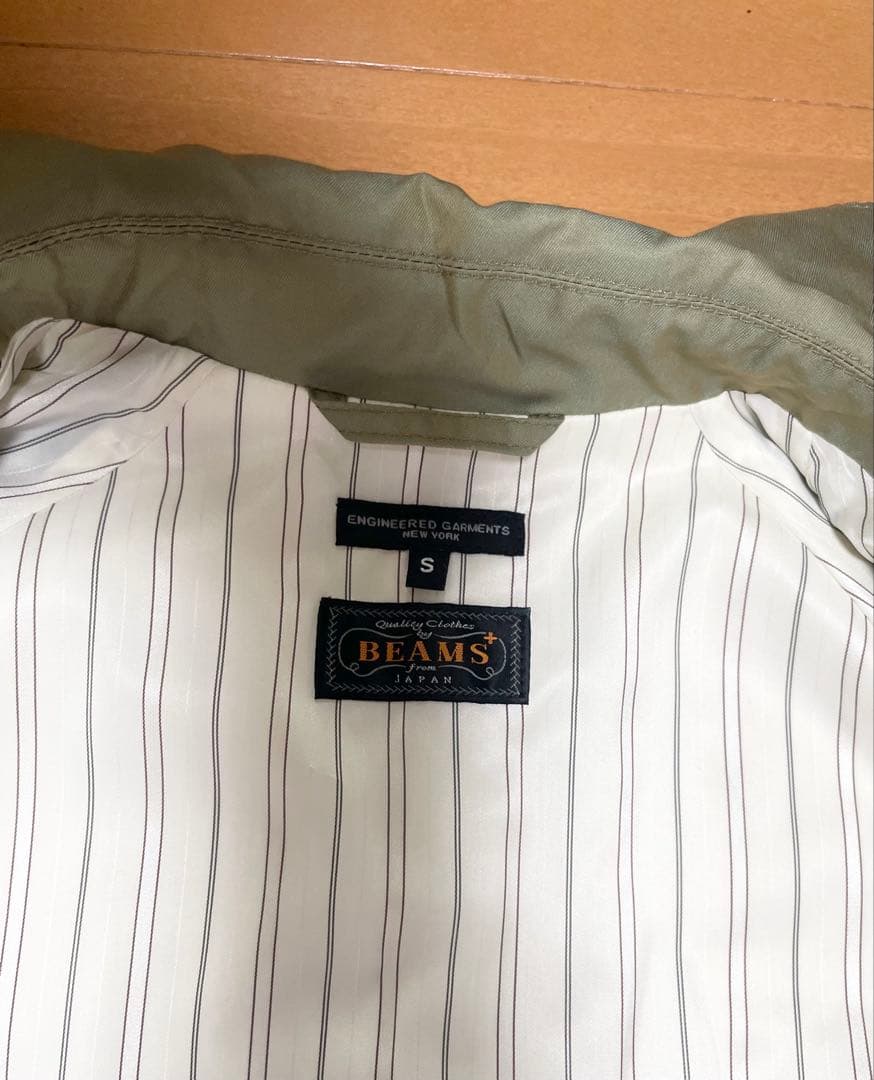 ENGINEERED GARMENTS
NEW YORK
S
Quality Clothes
by
BEAMS+
from
JAPAN